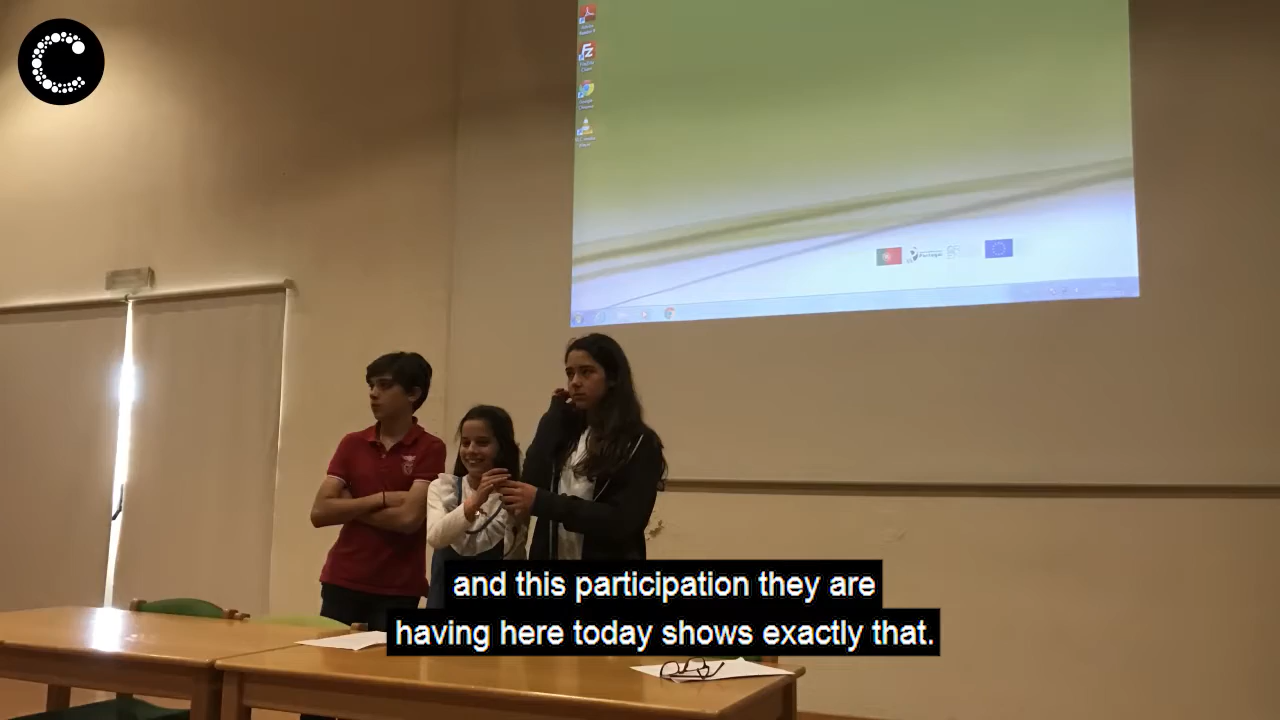 and this participation they are
having here today shows exactly that.